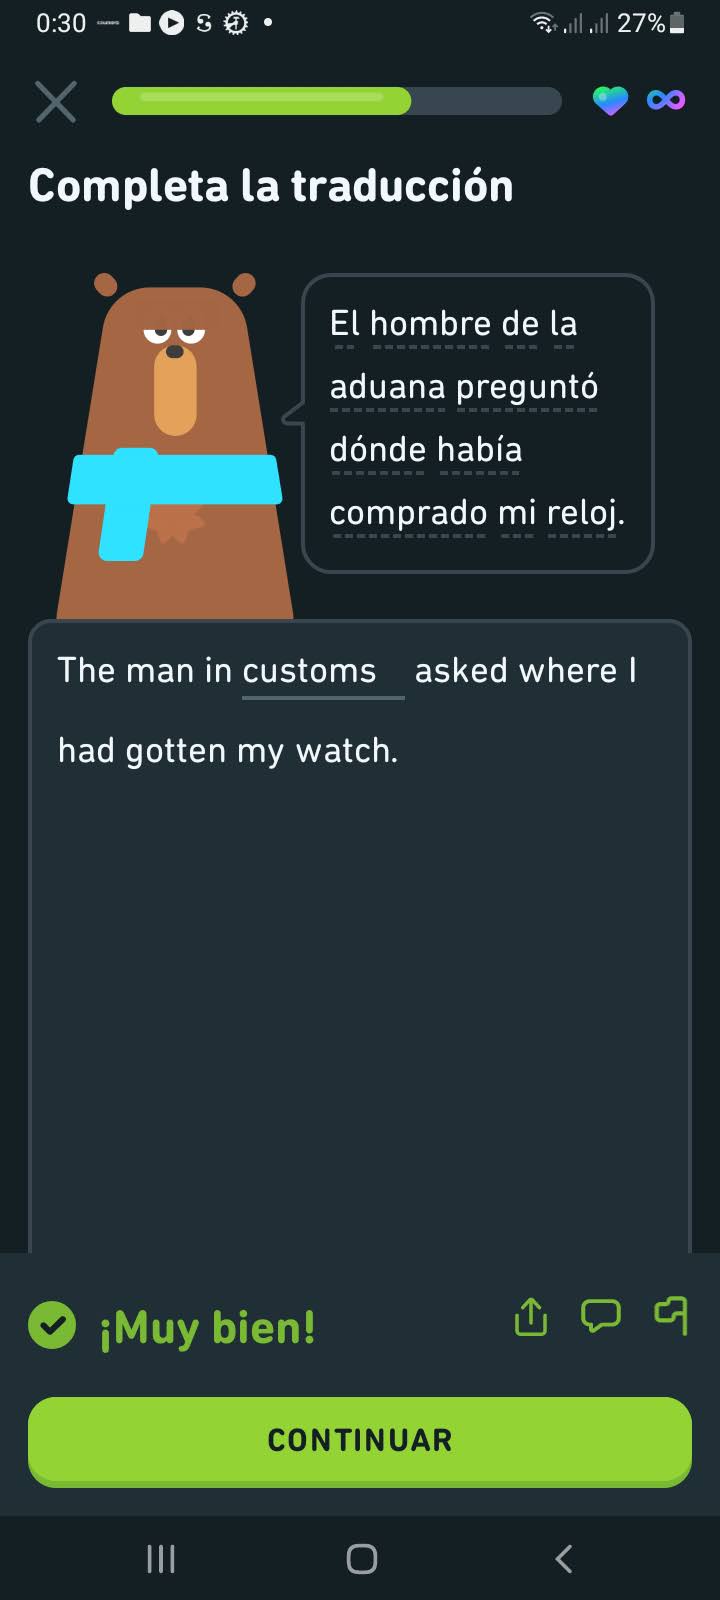 0:30
27%
Completa la traducción
El hombre de la
aduana preguntó
dónde había
comprado mi reloj.
The man in customs asked where I
had gotten my watch.
¡Muy bien!
CONTINUAR